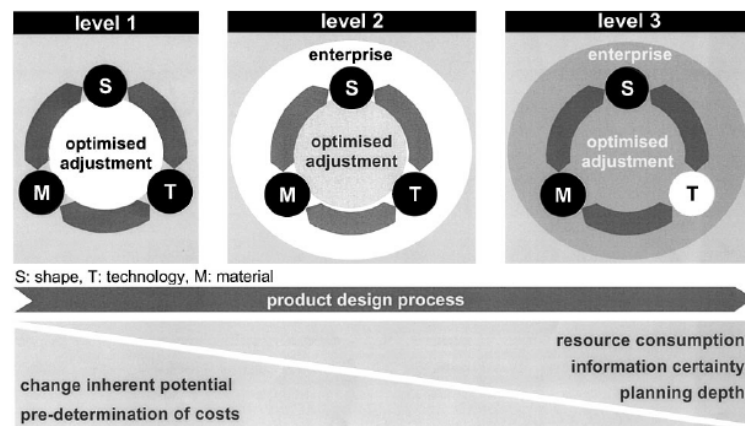 level 1
level 2
level 3
enterprise
enterprise
S
S
S
optimised
adjustment
optimised
adjustment
optimised
adjustment
M
T
M
T
M
T
S: shape, T: technology, M: material
product design process
resource consumption
information certainty
planning depth
change inherent potential
pre-determination of costs